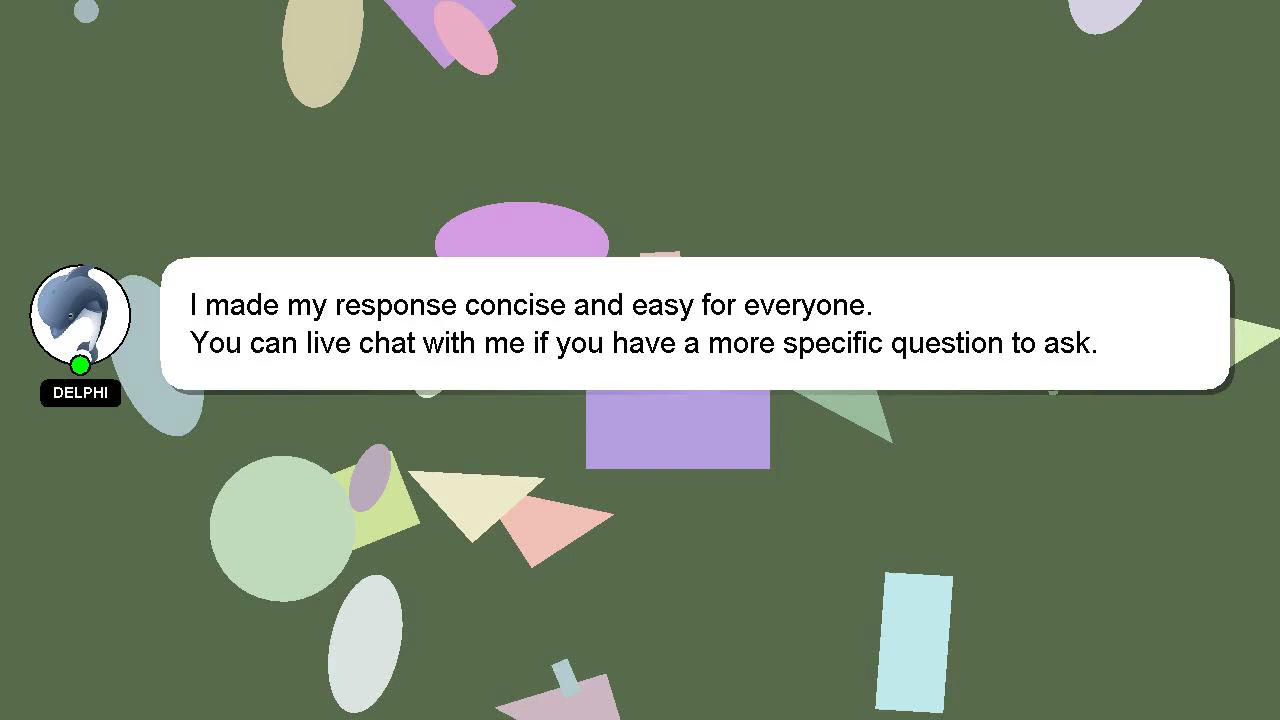 I made my response concise and easy for everyone.
You can live chat with me if you have a more specific question to ask.
DELPHI